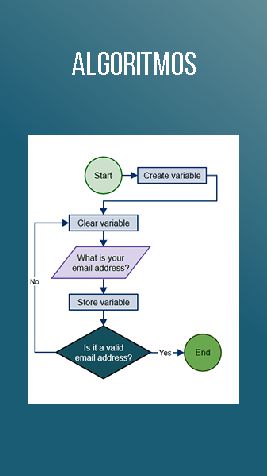 ALGORITMOS
Start
Create variable
Clear variable
What is your
email address?
No
Store variable
Is it a valid
email address?
Yes
End